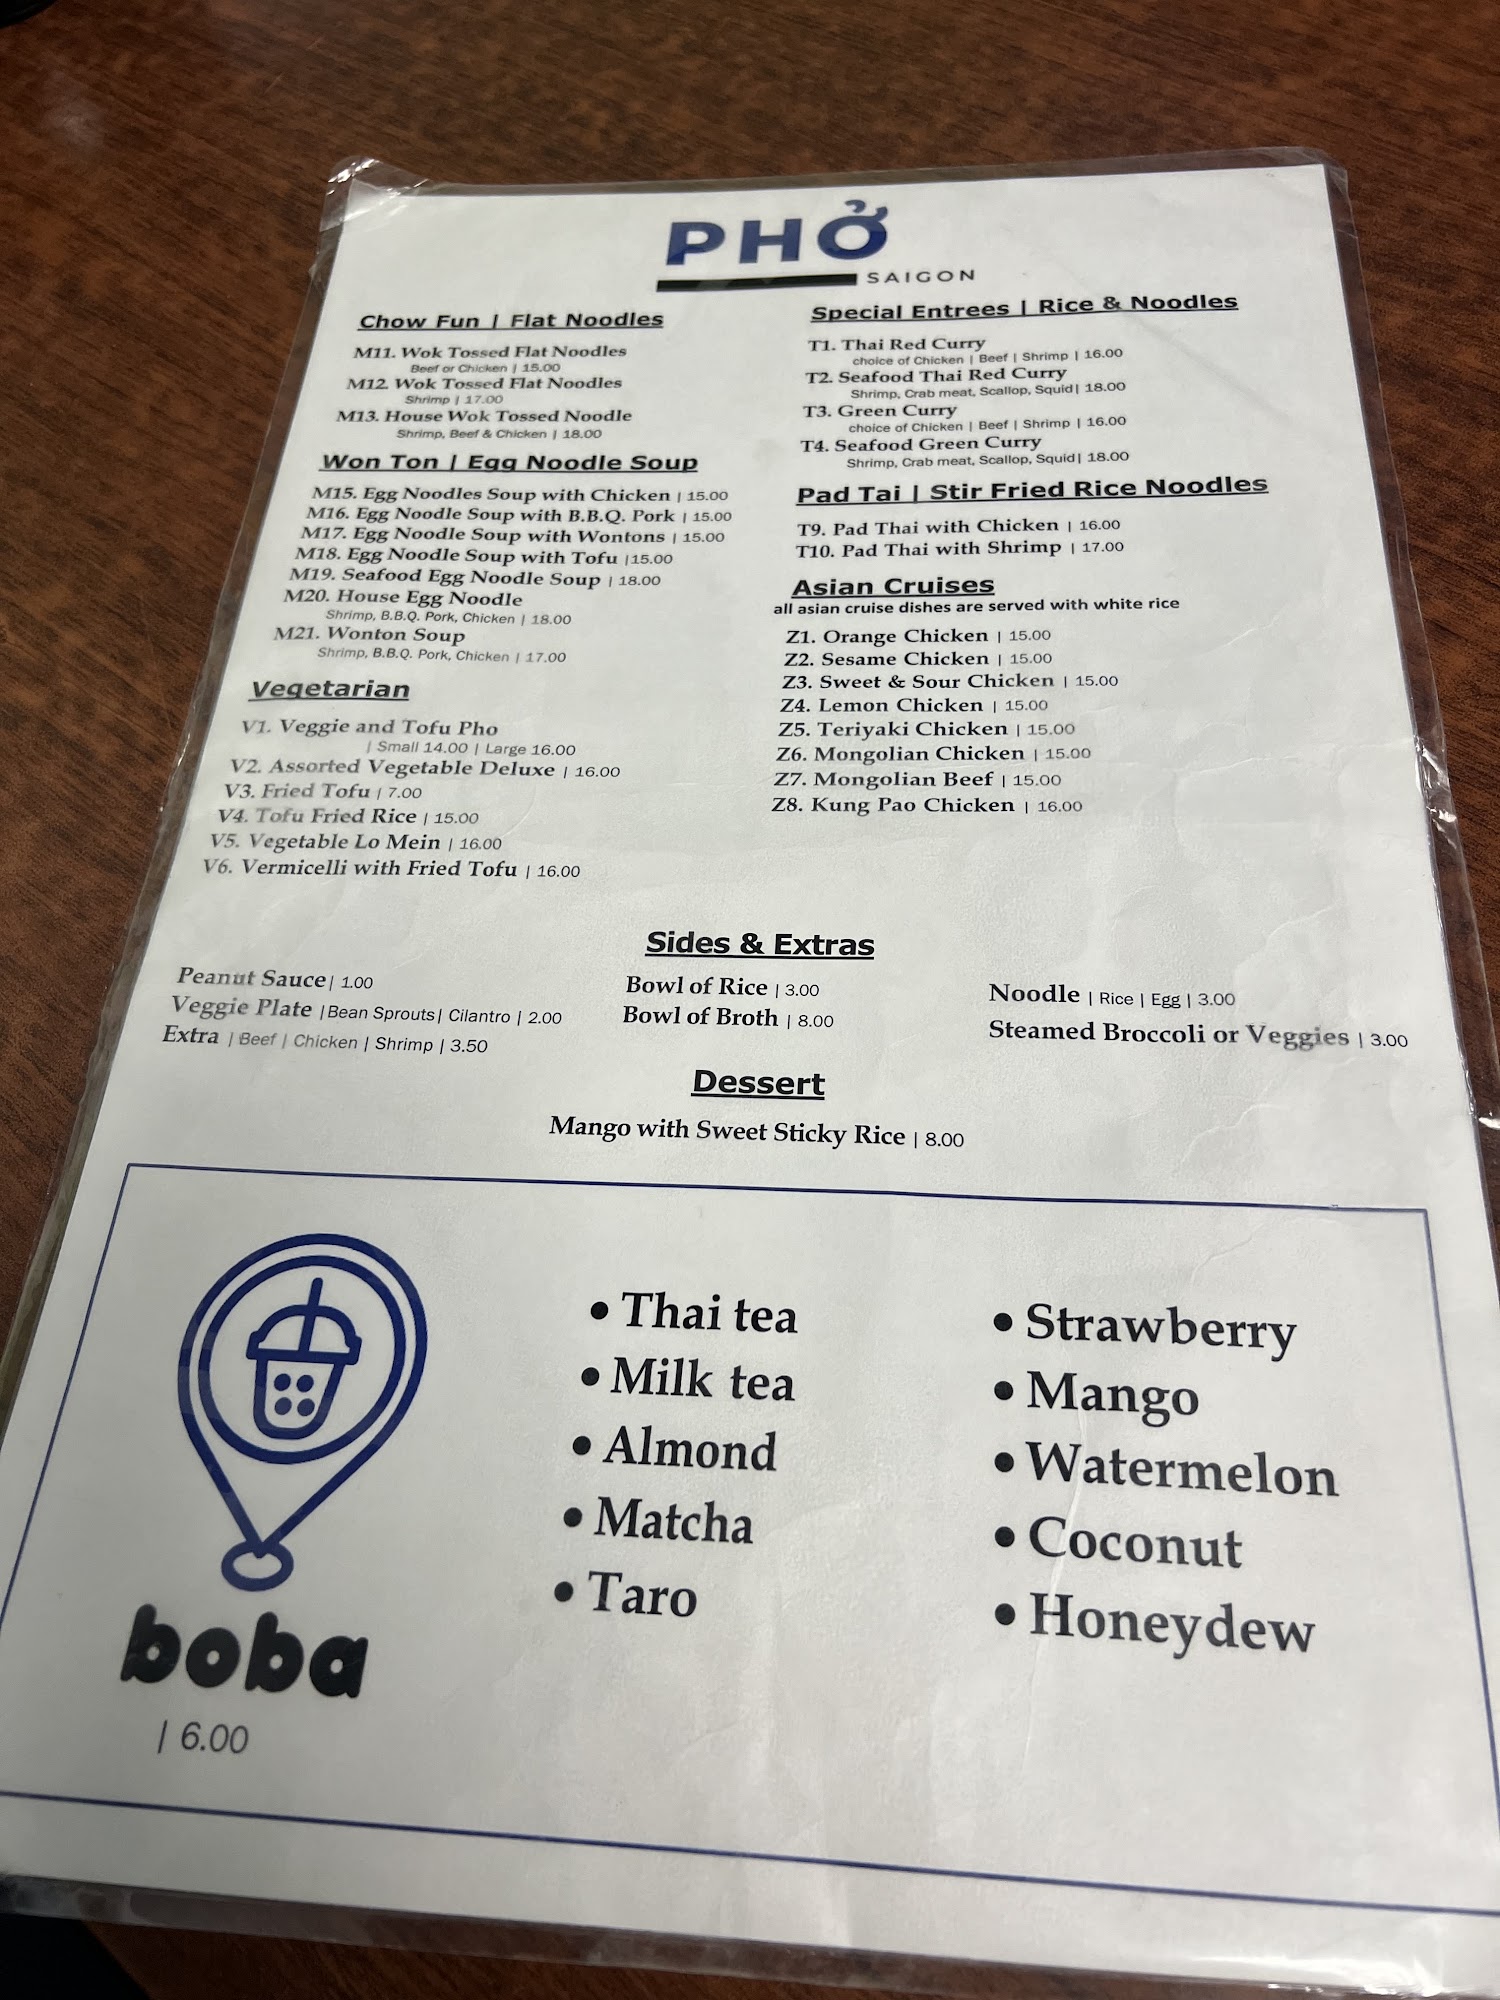 PHỞ
SAIGON
Chow Fun | Flat Noodles
M11. Wok Tossed Flat Noodles
Beef or Chicken | 15.00
M12. Wok Tossed Flat Noodles
Shrimp | 17.00
M13. House Wok Tossed Noodle
Shrimp, Beef & Chicken | 18.00
Won Ton | Egg Noodle Soup
M15. Egg Noodles Soup with Chicken | 15.00
M16. Egg Noodle Soup with B.B.Q. Pork | 15.00
M17. Egg Noodle Soup with Wontons | 15.00
M18. Egg Noodle Soup with Tofu |15.00
M19. Seafood Egg Noodle Soup | 18.00
M20. House Egg Noodle
Shrimp, B.B.Q. Pork, Chicken | 18.00
M21. Wonton Soup
Shrimp, B.B.Q. Pork, Chicken | 17.00
Vegetarian
V1. Veggie and Tofu Pho
| Small 14.00 | Large 16.00
V2. Assorted Vegetable Deluxe | 16.00
V3. Fried Tofu | 7.00
V4. Tofu Fried Rice | 15.00
V5. Vegetable Lo Mein | 16.00
V6. Vermicelli with Fried Tofu | 16.00
Special Entrees | Rice & Noodles
T1. Thai Red Curry
choice of Chicken | Beef | Shrimp | 16.00
T2. Seafood Thai Red Curry
Shrimp, Crab meat, Scallop, Squid| 18.00
T3. Green Curry
choice of Chicken | Beef | Shrimp | 16.00
T4. Seafood Green Curry
Shrimp, Crab meat, Scallop, Squid| 18.00
Pad Tai | Stir Fried Rice Noodles
T9. Pad Thai with Chicken | 16.00
T10. Pad Thai with Shrimp | 17.00
Asian Cruises
all asian cruise dishes are served with white rice
Z1. Orange Chicken | 15.00
Z2. Sesame Chicken | 15.00
Z3. Sweet & Sour Chicken | 15.00
Z4. Lemon Chicken | 15.00
Z5. Teriyaki Chicken | 15.00
Z6. Mongolian Chicken | 15.00
Z7. Mongolian Beef | 15.00
Z8. Kung Pao Chicken | 16.00
Sides & Extras
Peanut Sauce| 1.00
Veggie Plate |Bean Sprouts| Cilantro | 2.00
Extra | Beef | Chicken | Shrimp | 3.50
Bowl of Rice | 3.00
Bowl of Broth | 8.00
Noodle | Rice | Egg | 3.00
Steamed Broccoli or Veggies | 3.00
Dessert
Mango with Sweet Sticky Rice | 8.00
boba
| 6.00
• Thai tea
• Milk tea
• Almond
• Matcha
• Taro
• Strawberry
• Mango
• Watermelon
• Coconut
• Honeydew